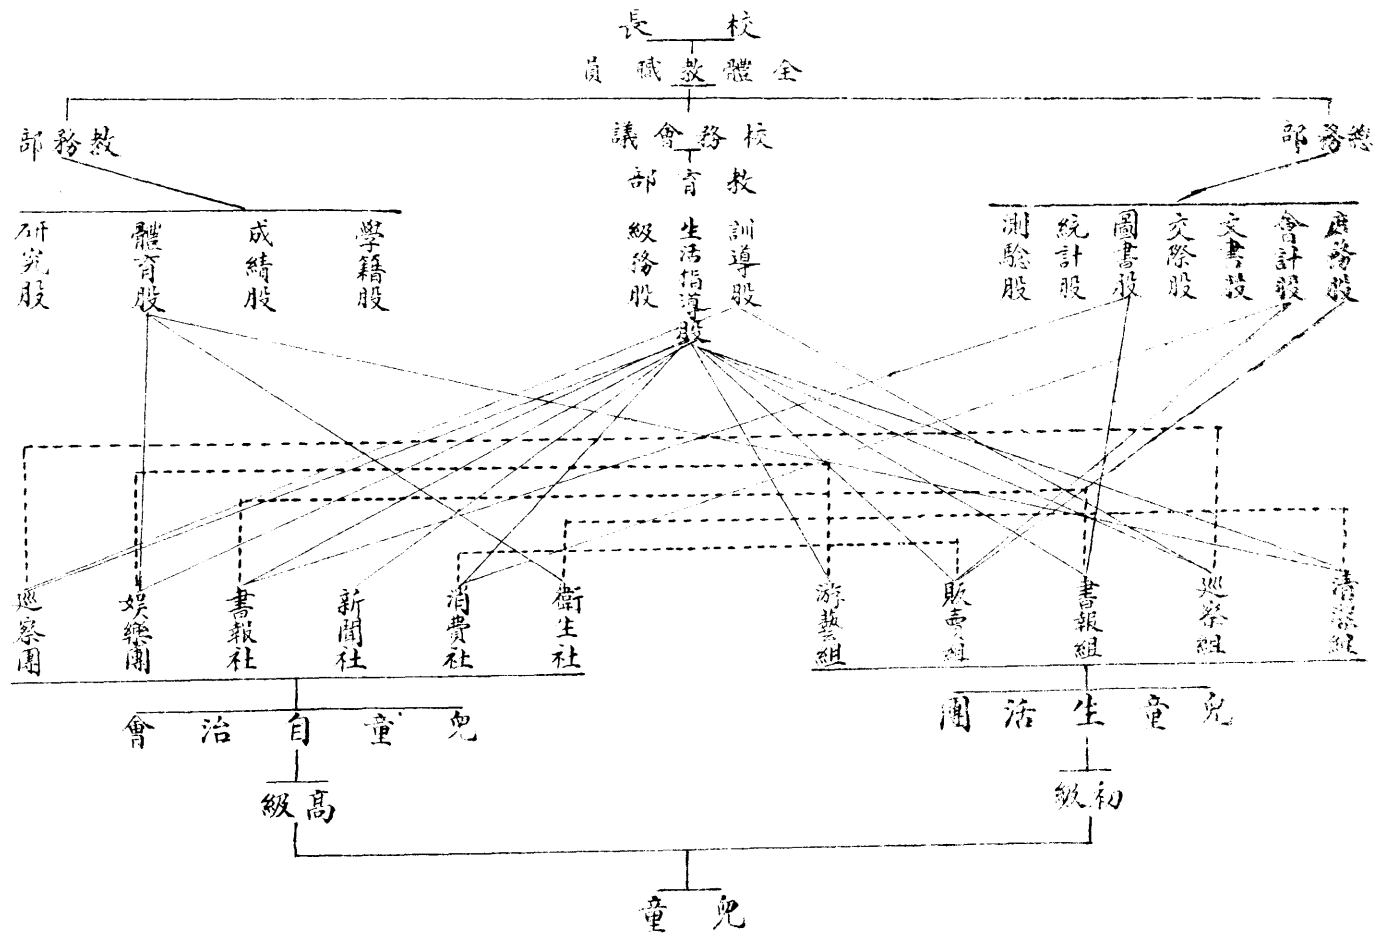 校長
全體教職員
總務部
校務會議
教務部
教育部
庶務股
會計股
文書股
交際股
圖書股
統計股
測驗股
訓導股
生活指導股
級務股
學籍股
成績股
體育股
研究股
清潔組
巡察組
書報組
販賣組
游藝組
衛生社
消費社
新聞社
書報社
娛樂團
巡察團
兒童生活團
兒童自治會
初級
高級
兒童